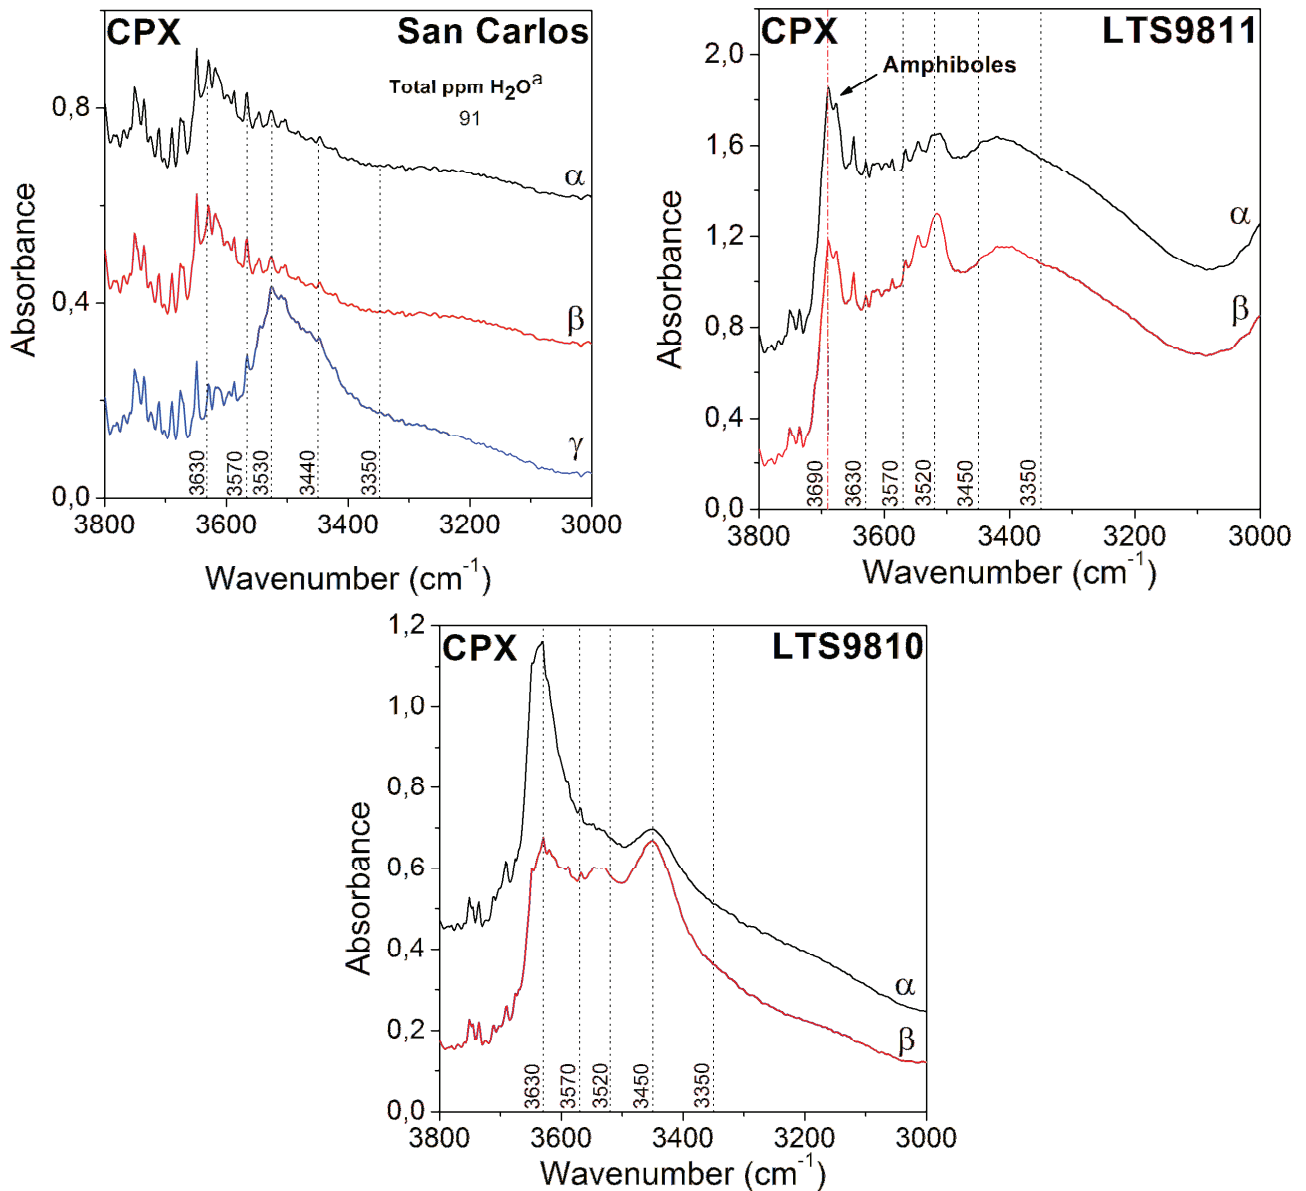 CPX San Carlos
Total ppm H2Oa
91
0,8
0,4
0,0
Absorbance
α
β
γ
3630 3570 3530 3440 3350
3800 3600 3400 3200 3000
Wavenumber (cm-1)
CPX LTS9811
Amphiboles
2,0
1,6
1,2
0,8
0,4
0,0
Absorbance
α
β
3690 3630 3570 3520 3450 3350
3800 3600 3400 3200 3000
Wavenumber (cm-1)
CPX LTS9810
1,2
1,0
0,8
0,6
0,4
0,2
0,0
Absorbance
α
β
3630 3570 3520 3450 3350
3800 3600 3400 3200 3000
Wavenumber (cm-1)